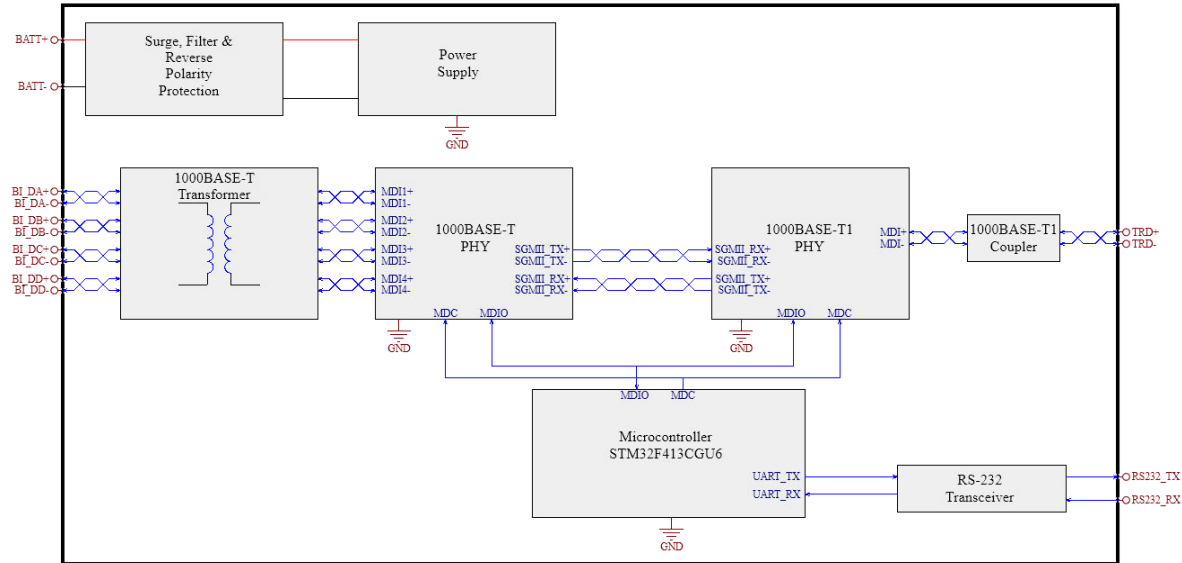 BATT+
BATT-
Surge, Filter &
Reverse
Polarity
Protection
Power
Supply
GND
BI_DA+
BI_DA-
BI_DB+
BI_DB-
BI_DC+
BI_DC-
BI_DD+
BI_DD-
1000BASE-T
Transformer
MDI1+
MDI1-
MDI2+
MDI2-
MDI3+
MDI3-
MDI4+
MDI4-
1000BASE-T
PHY
SGMII_TX+
SGMII_TX-
SGMII_RX+
SGMII_RX-
MDC
MDIO
GND
1000BASE-T1
PHY
SGMII_RX+
SGMII_RX-
SGMII_TX+
SGMII_TX-
MDI+
MDI-
MDIO
MDC
GND
1000BASE-T1
Coupler
TRD+
TRD-
MDIO
MDC
Microcontroller
STM32F413CGU6
UART_TX
UART_RX
GND
RS-232
Transceiver
RS232_TX
RS232_RX